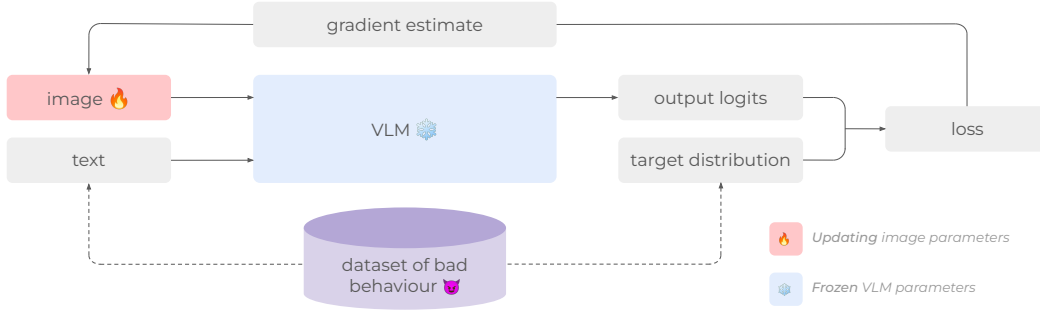 gradient estimate
image 🔥
VLM ❄️
output logits
loss
text
target distribution
dataset of bad
behaviour 😈
🔥 Updating image parameters
❄️ Frozen VLM parameters